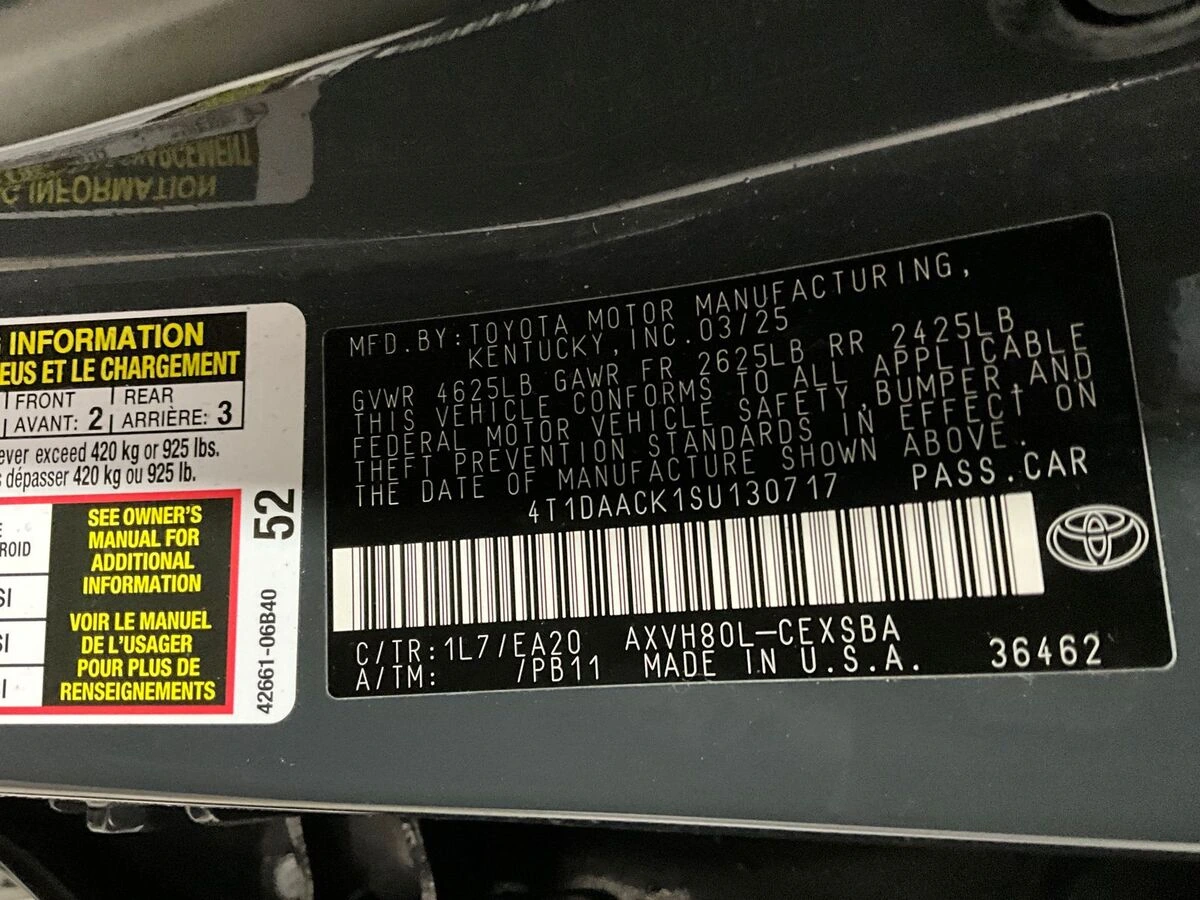 INFORMATION
EUS ET LE CHARGEMENT
FRONT REAR
AVANT: 2 ARRIÈRE: 3
ever exceed 420 kg or 925 lbs.
dépasser 420 kg ou 925 lb.
ROID
SI
SI
SEE OWNER'S
MANUAL FOR
ADDITIONAL
INFORMATION
VOIR LE MANUEL
DE L'USAGER
POUR PLUS DE
RENSEIGNEMENTS
52
42661-06B40
MFD.BY:TOYOTA MOTOR MANUFACTURING,
KENTUCKY,INC.03/25
GVWR 4625LB GAWR FR 2625LB RR 2425LB
THIS VEHICLE CONFORMS TO ALL APPLICABLE
FEDERAL MOTOR VEHICLE SAFETY,BUMPER,AND
THEFT PREVENTION STANDARDS IN EFFECT ON
THE DATE OF MANUFACTURE SHOWN ABOVE.
4T1DAACK1SU130717 PASS.CAR
C/TR:1L7/EA20 AXVH80L-CEXSBA
A/TM: /PB11 MADE IN U.S.A. 36462